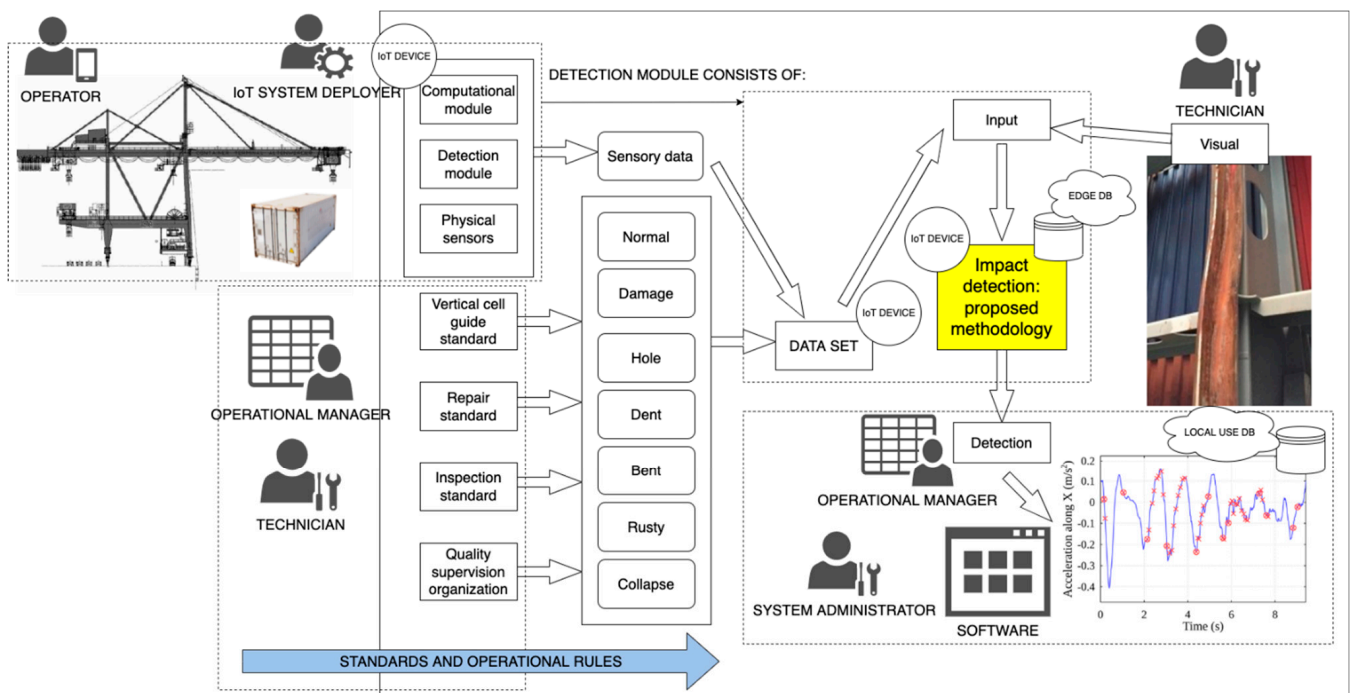 OPERATOR
IoT SYSTEM DEPLOYER
IoT DEVICE
Computational
module
Detection
module
Physical
sensors
DETECTION MODULE CONSISTS OF:
Sensory data
Input
TECHNICIAN
Visual
EDGE DB
IoT DEVICE
Impact
detection:
proposed
methodology
IoT DEVICE
DATA SET
Vertical cell
guide
standard
Repair
standard
Inspection
standard
Quality
supervision
organization
OPERATIONAL MANAGER
TECHNICIAN
Normal
Damage
Hole
Dent
Bent
Rusty
Collapse
STANDARDS AND OPERATIONAL RULES
Detection
OPERATIONAL MANAGER
SYSTEM ADMINISTRATOR
SOFTWARE
LOCAL USE DB
Acceleration along X (m/s²)
0.2
0.1
0
-0.1
-0.2
-0.3
-0.4
0 2 4 6 8
Time (s)